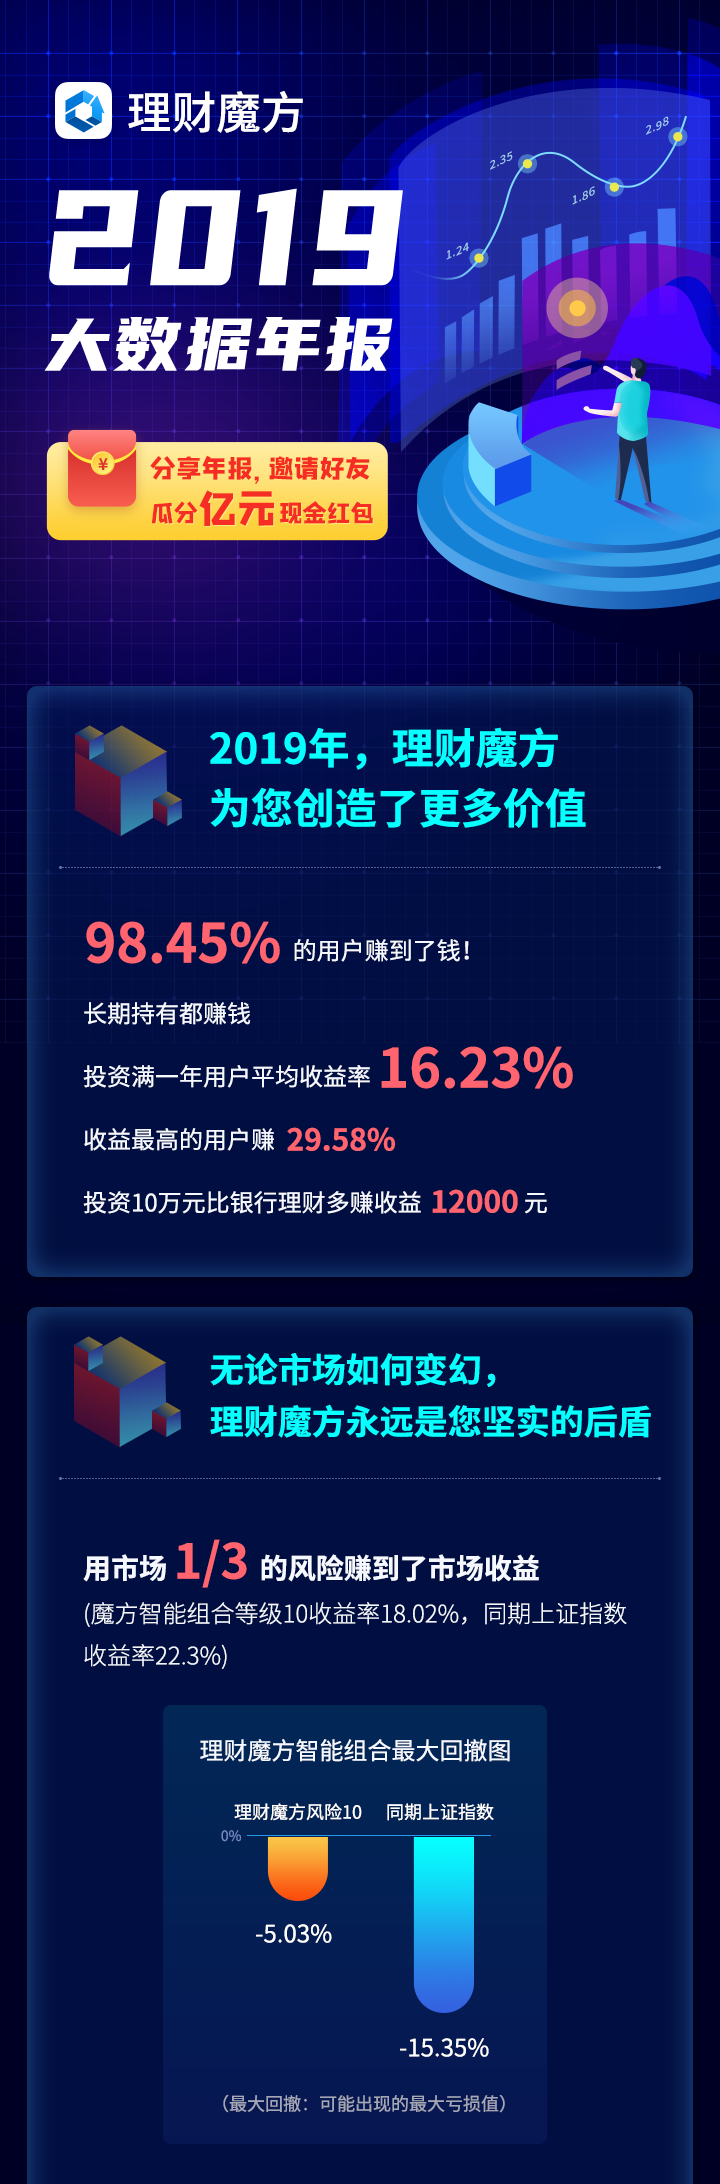 理财魔方
2019
大数据年报
分享年报, 邀请好友
瓜分亿元现金红包
¥
1.24
2.35
1.86
2.98
2019年，理财魔方
为您创造了更多价值
98.45% 的用户赚到了钱！
长期持有都赚钱
投资满一年用户平均收益率 16.23%
收益最高的用户赚 29.58%
投资10万元比银行理财多赚收益 12000 元
无论市场如何变幻，
理财魔方永远是您坚实的后盾
用市场 1/3 的风险赚到了市场收益
(魔方智能组合等级10收益率18.02%，同期上证指数
收益率22.3%)
理财魔方智能组合最大回撤图
理财魔方风险10 同期上证指数
0%
-5.03%
-15.35%
（最大回撤：可能出现的最大亏损值）